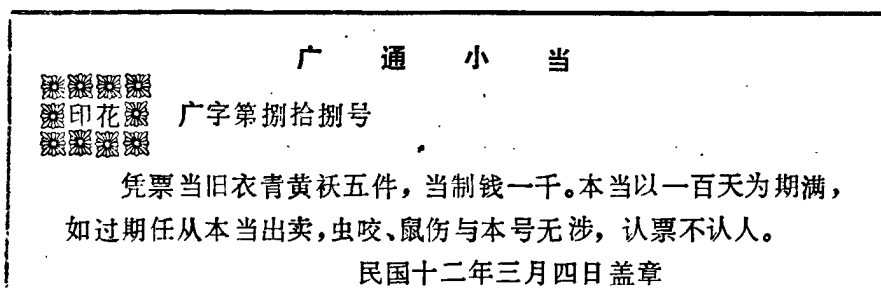 广通小当
印花 广字第捌拾捌号
凭票当旧衣青黄袄五件，当制钱一千。本当以一百天为期满，
如过期任从本当出卖，虫咬、鼠伤与本号无涉，认票不认人。
民国十二年三月四日盖章